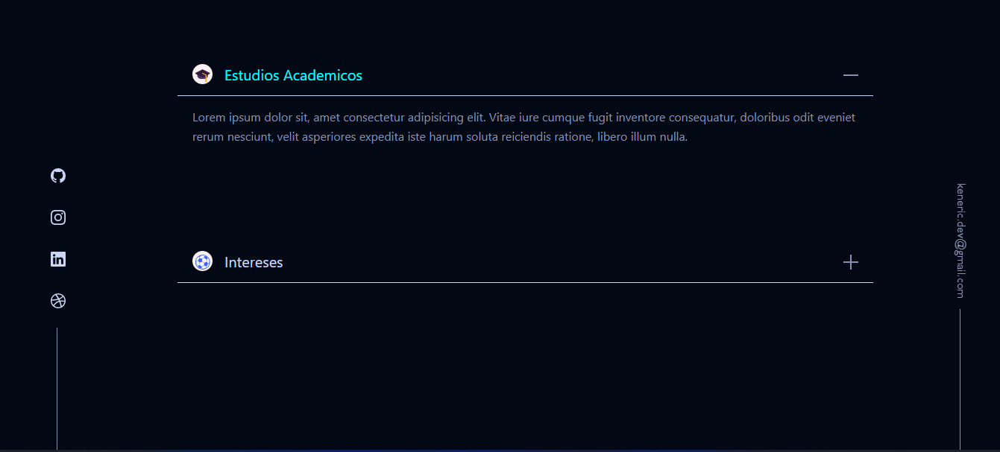 Estudios Academicos
Lorem ipsum dolor sit, amet consectetur adipisicing elit. Vitae iure cumque fugit inventore consequatur, doloribus odit eveniet
rerum nesciunt, velit asperiores expedita iste harum soluta reiciendis ratione, libero illum nulla.
Intereses
keneric.dev@gmail.com